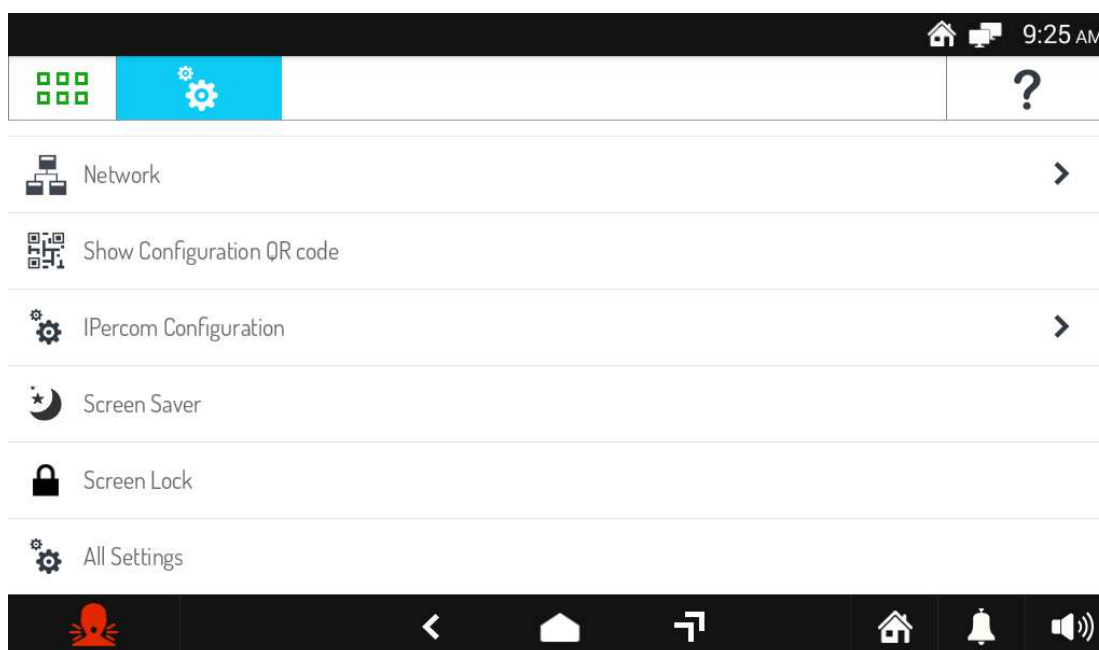 9:25 AM
?
Network
Show Configuration QR code
IPercom Configuration
Screen Saver
Screen Lock
All Settings